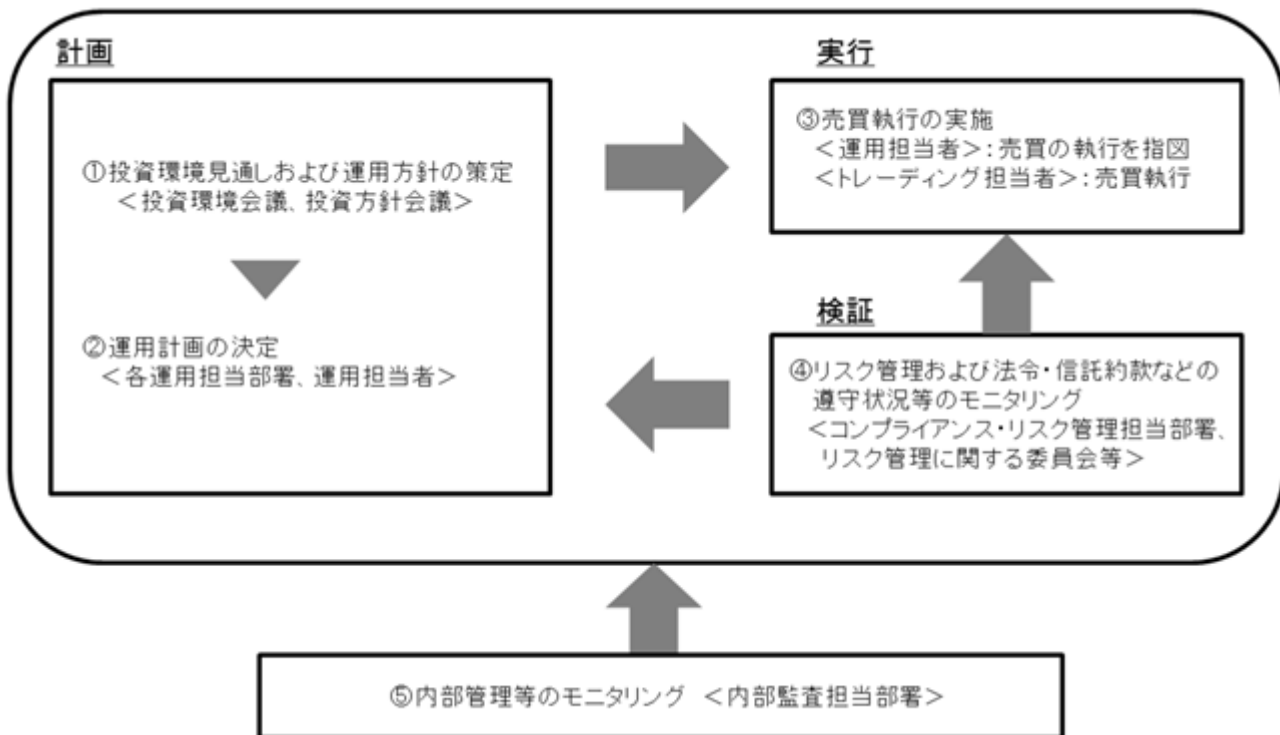 計画
①投資環境見通しおよび運用方針の策定
＜投資環境会議、投資方針会議＞
②運用計画の決定
＜各運用担当部署、運用担当者＞
実行
③売買執行の実施
＜運用担当者＞：売買の執行を指図
＜トレーディング担当者＞：売買執行
検証
④リスク管理および法令・信託約款などの
遵守状況等のモニタリング
＜コンプライアンス・リスク管理担当部署、
リスク管理に関する委員会等＞
⑤内部管理等のモニタリング ＜内部監査担当部署＞